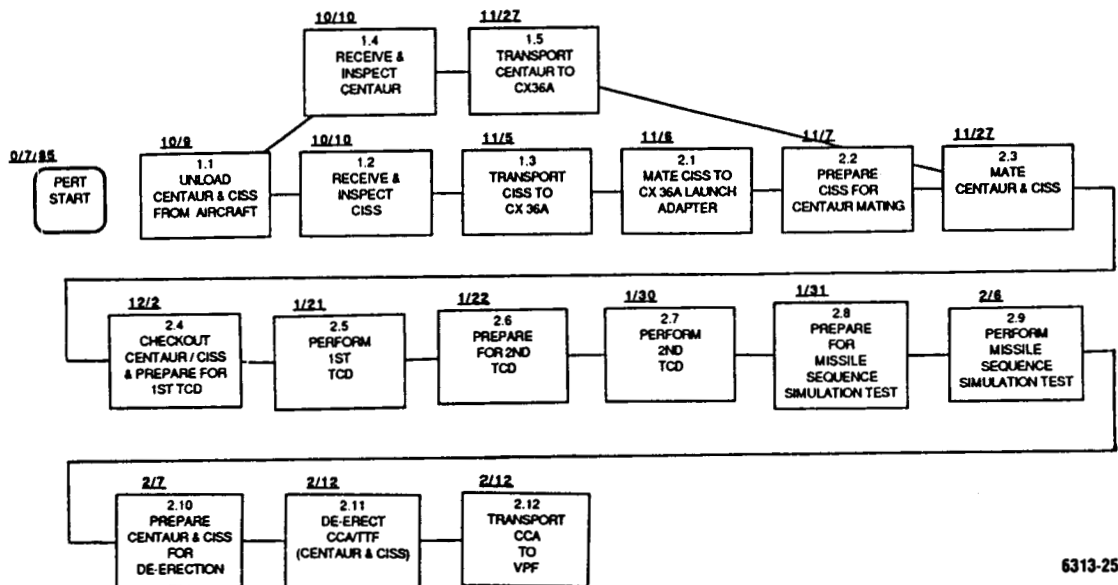 10/10
1.4
RECEIVE &
INSPECT
CENTAUR
11/27
1.5
TRANSPORT
CENTAUR TO
CX36A
0/7/85
PERT
START
10/9
1.1
UNLOAD
CENTAUR & CISS
FROM AIRCRAFT
10/10
1.2
RECEIVE &
INSPECT
CISS
11/5
1.3
TRANSPORT
CISS TO
CX 36A
11/6
2.1
MATE CISS TO
CX 36A LAUNCH
ADAPTER
11/7
2.2
PREPARE
CISS FOR
CENTAUR MATING
11/27
2.3
MATE
CENTAUR & CISS
12/2
2.4
CHECKOUT
CENTAUR / CISS
& PREPARE FOR
1ST TCD
1/21
2.5
PERFORM
1ST
TCD
1/22
2.6
PREPARE
FOR 2ND
TCD
1/30
2.7
PERFORM
2ND
TCD
1/31
2.8
PREPARE
FOR
MISSILE
SEQUENCE
SIMULATION TEST
2/6
2.9
PERFORM
MISSILE
SEQUENCE
SIMULATION TEST
2/7
2.10
PREPARE
CENTAUR & CISS
FOR
DE-ERECTION
2/12
2.11
DE-ERECT
CCA/TTF
(CENTAUR & CISS)
2/12
2.12
TRANSPORT
CCA
TO
VPF
6313-25